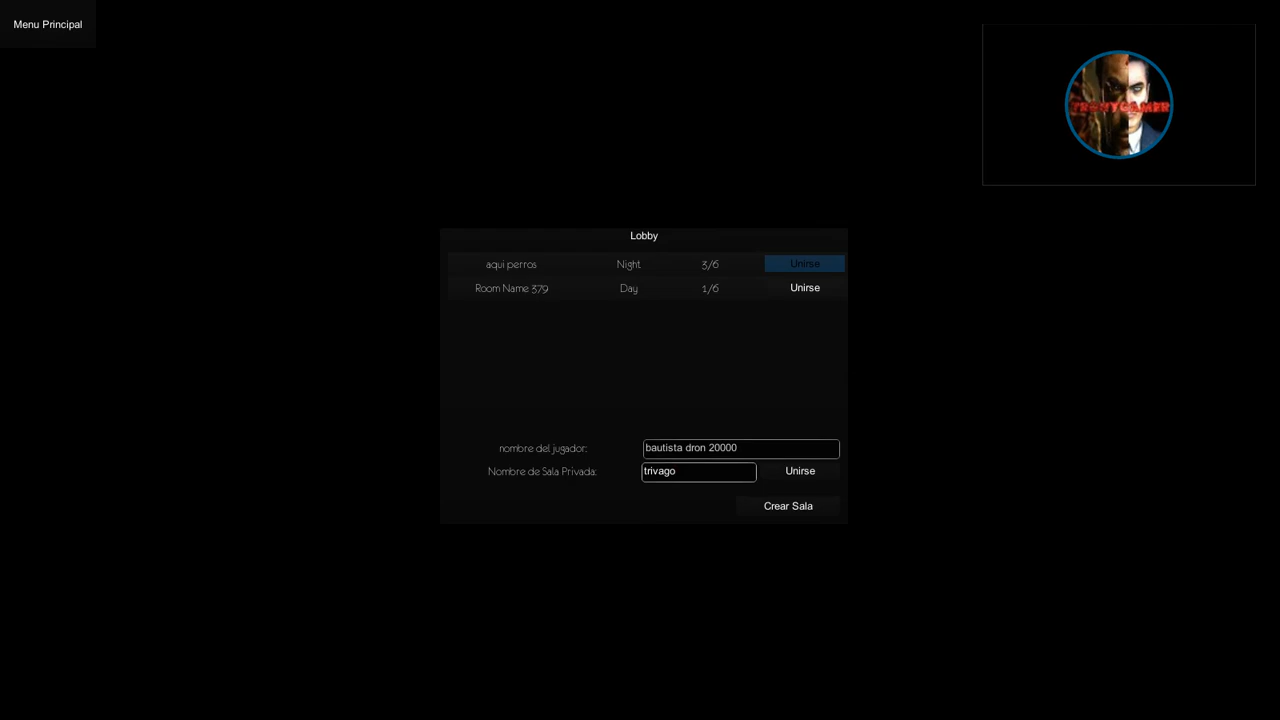 Menu Principal
Lobby
aqui perros Night 3/6 Unirse
Room Name 379 Day 1/6 Unirse
nombre del jugador: bautista dron 20000
Nombre de Sala Privada: trivago Unirse
Crear Sala